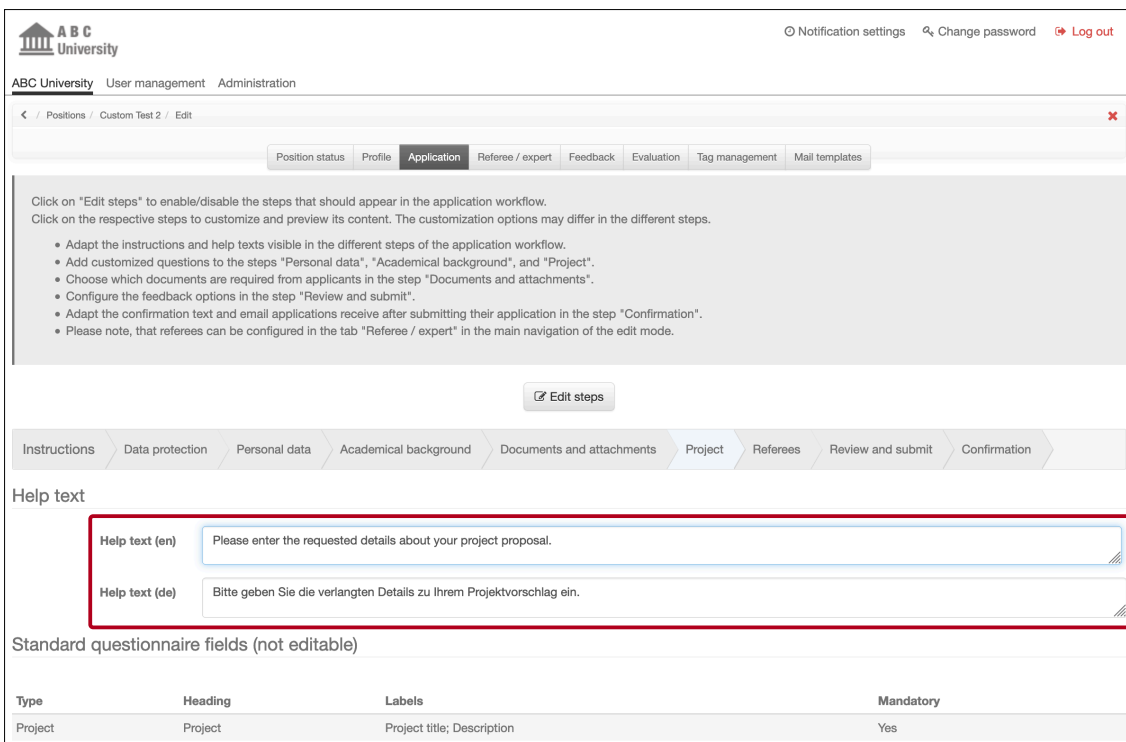 A B C
University
Notification settings Change password Log out
ABC University User management Administration
/ Positions / Custom Test 2 / Edit
Position status Profile Application Referee / expert Feedback Evaluation Tag management Mail templates
Click on "Edit steps" to enable/disable the steps that should appear in the application workflow.
Click on the respective steps to customize and preview its content. The customization options may differ in the different steps.
• Adapt the instructions and help texts visible in the different steps of the application workflow.
• Add customized questions to the steps "Personal data", "Academical background", and "Project".
• Choose which documents are required from applicants in the step "Documents and attachments".
• Configure the feedback options in the step "Review and submit".
• Adapt the confirmation text and email applications receive after submitting their application in the step "Confirmation".
• Please note, that referees can be configured in the tab "Referee / expert" in the main navigation of the edit mode.
Edit steps
Instructions Data protection Personal data Academical background Documents and attachments Project Referees Review and submit Confirmation
Help text
Help text (en) Please enter the requested details about your project proposal.
Help text (de) Bitte geben Sie die verlangten Details zu Ihrem Projektvorschlag ein.
Standard questionnaire fields (not editable)
Type Heading Labels Mandatory
Project Project Project title; Description Yes